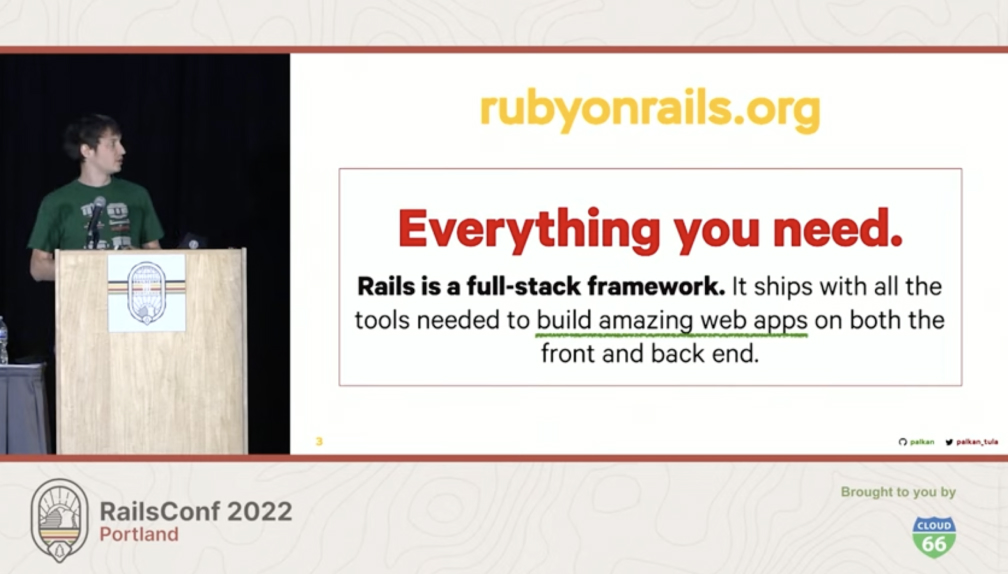 rubyonrails.org
Everything you need.
Rails is a full-stack framework. It ships with all the
tools needed to build amazing web apps on both the
front and back end.
3
palkan
palkan_tula
RailsConf 2022
Portland
Brought to you by
CLOUD
66